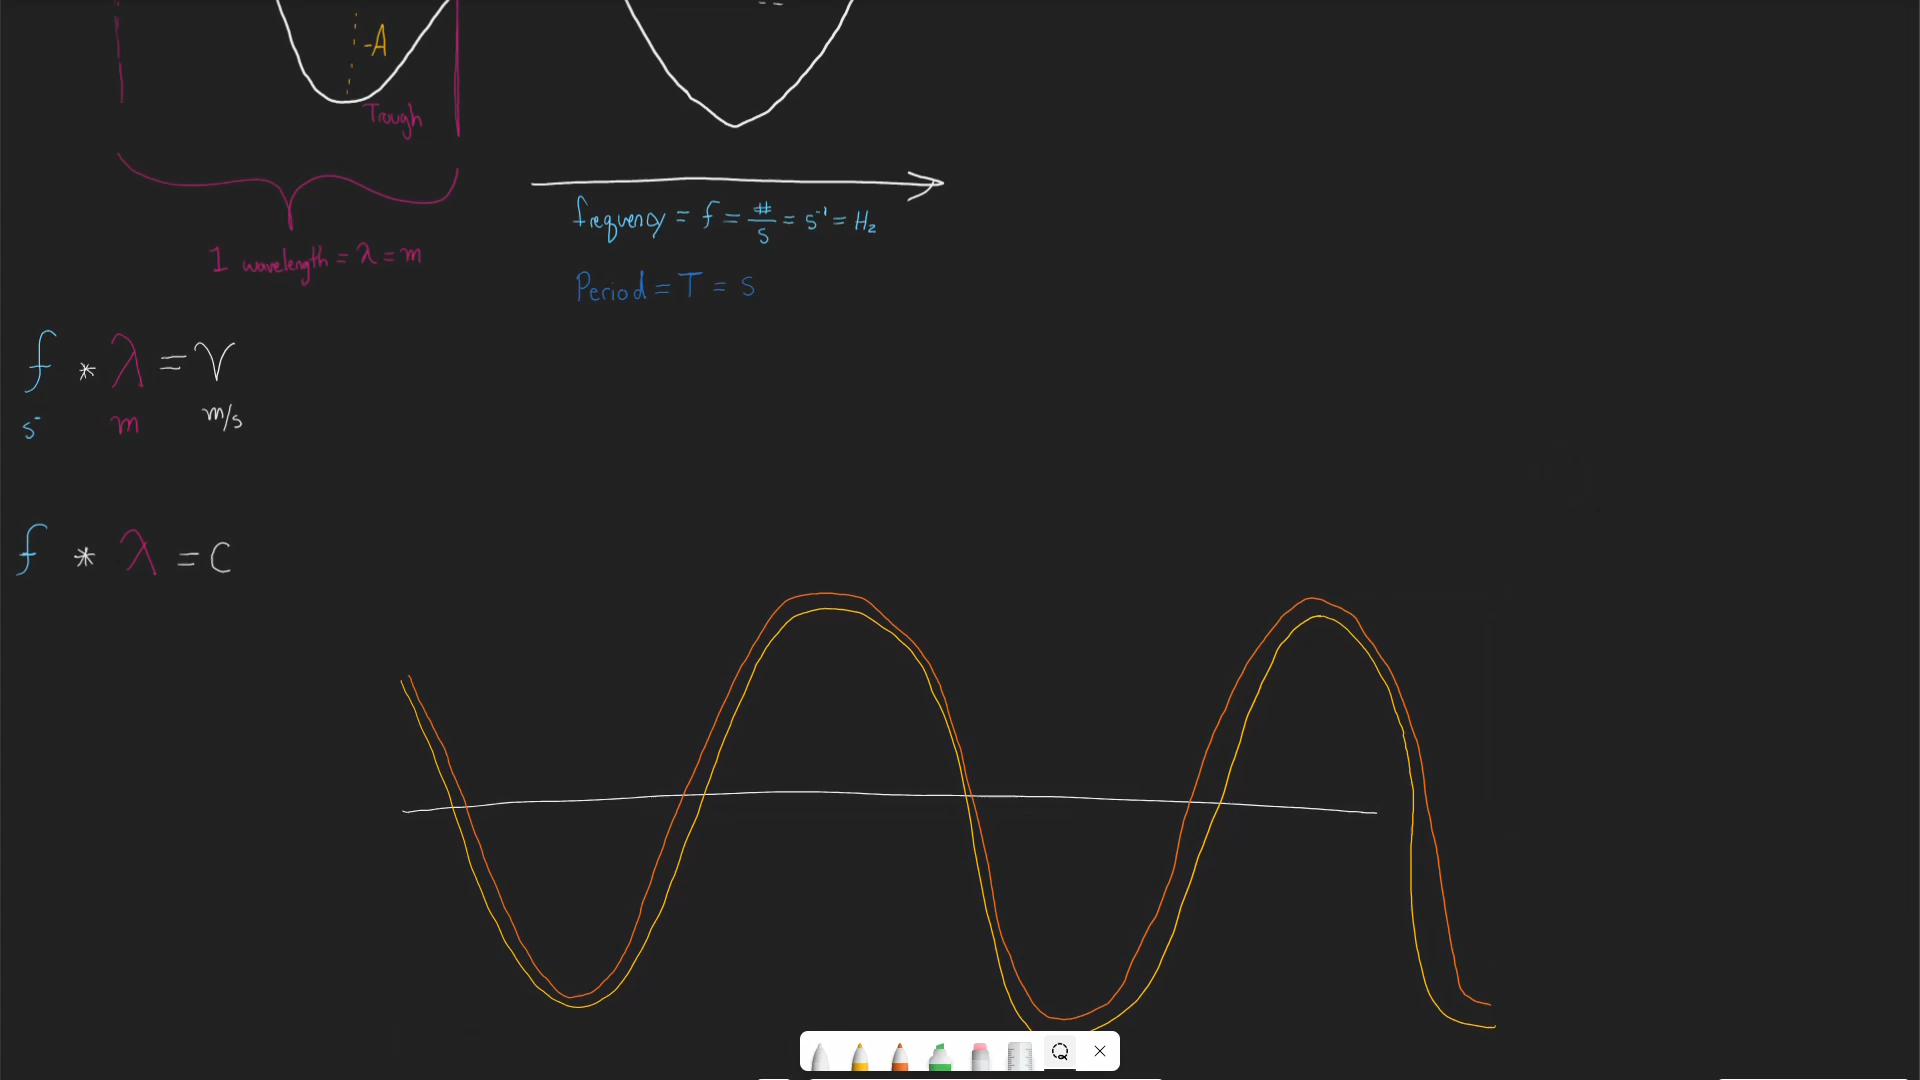 -A
Trough
frequency = f = #/s = s⁻¹ = Hz
1 wavelength = λ = m
Period = T = s
f * λ = v
s⁻ m m/s
f * λ = c